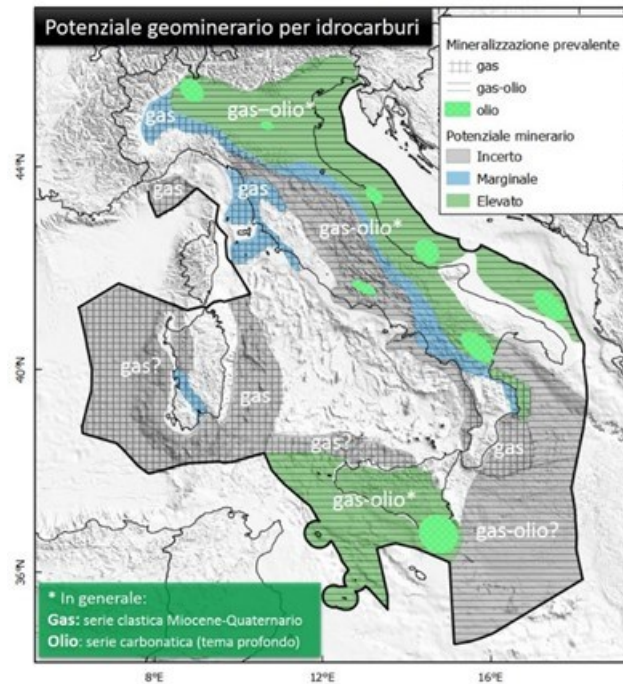 Potenziale geominerario per idrocarburi
Mineralizzazione prevalente
gas
gas-olio
olio
Potenziale minerario
Incerto
Marginale
Elevato
gas
gas-olio*
gas
gas
gas-olio*
gas?
gas
gas?
gas
gas-olio*
gas-olio?
44°N
40°N
36°N
* In generale:
Gas: serie clastica Miocene-Quaternario
Olio: serie carbonatica (tema profondo)
8°E
12°E
16°E